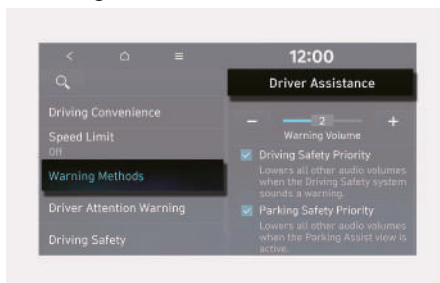 12:00
Driver Assistance
Driving Convenience
Speed Limit
Off
Warning Methods
Driver Attention Warning
Driving Safety
− 2 +
Warning Volume
Driving Safety Priority
Lowers all other audio volumes
when the Driving Safety system
sounds a warning.
Parking Safety Priority
Lowers all other audio volumes
when the Parking Assist view is
active.